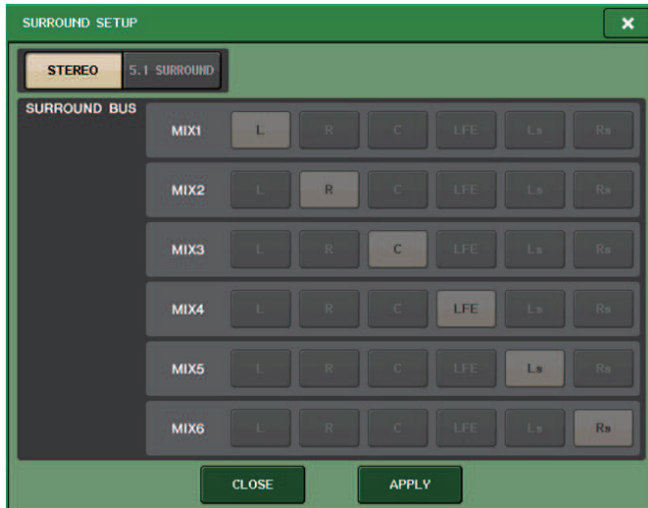 SURROUND SETUP
STEREO 5.1 SURROUND
SURROUND BUS
MIX1 L R C LFE Ls Rs
MIX2 L R C LFE Ls Rs
MIX3 L R C LFE Ls Rs
MIX4 L R C LFE Ls Rs
MIX5 L R C LFE Ls Rs
MIX6 L R C LFE Ls Rs
CLOSE APPLY